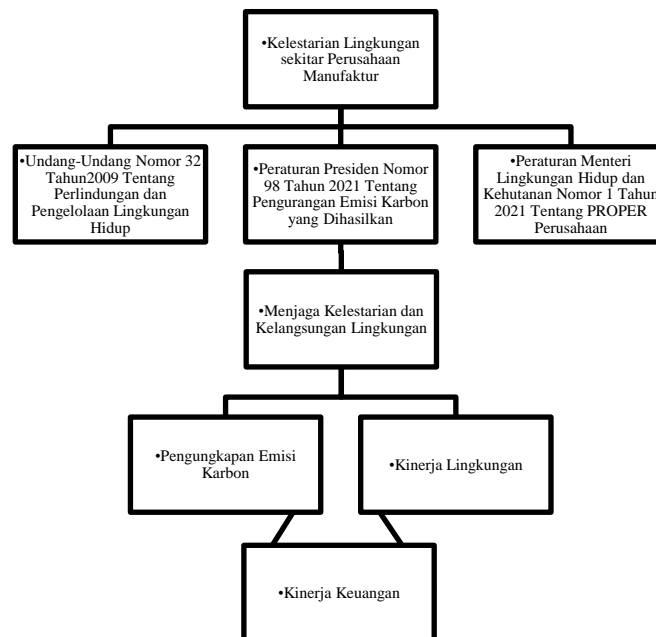 •Kelestarian Lingkungan
sekitar Perusahaan
Manufaktur
•Undang-Undang Nomor 32
Tahun2009 Tentang
Perlindungan dan
Pengelolaan Lingkungan
Hidup
•Peraturan Presiden Nomor
98 Tahun 2021 Tentang
Pengurangan Emisi Karbon
yang Dihasilkan
•Peraturan Menteri
Lingkungan Hidup dan
Kehutanan Nomor 1 Tahun
2021 Tentang PROPER
Perusahaan
•Menjaga Kelestarian dan
Kelangsungan Lingkungan
•Pengungkapan Emisi
Karbon
•Kinerja Lingkungan
•Kinerja Keuangan